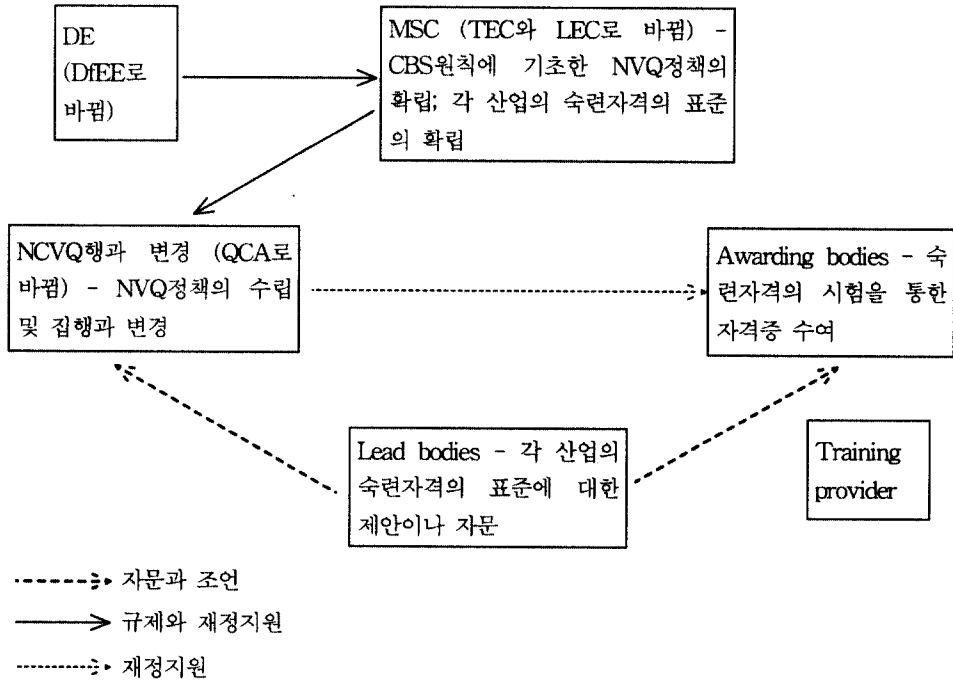 DE
(DfEE로
바뀜)
MSC (TEC와 LEC로 바뀜) -
CBS원칙에 기초한 NVQ정책의
확립; 각 산업의 숙련자격의 표준
의 확립
NCVQ행과 변경 (QCA로
바뀜) - NVQ정책의 수립
및 집행과 변경
Awarding bodies - 숙
련자격의 시험을 통한
자격증 수여
Lead bodies - 각 산업의
숙련자격의 표준에 대한
제안이나 자문
Training
provider
자문과 조언
규제와 재정지원
재정지원